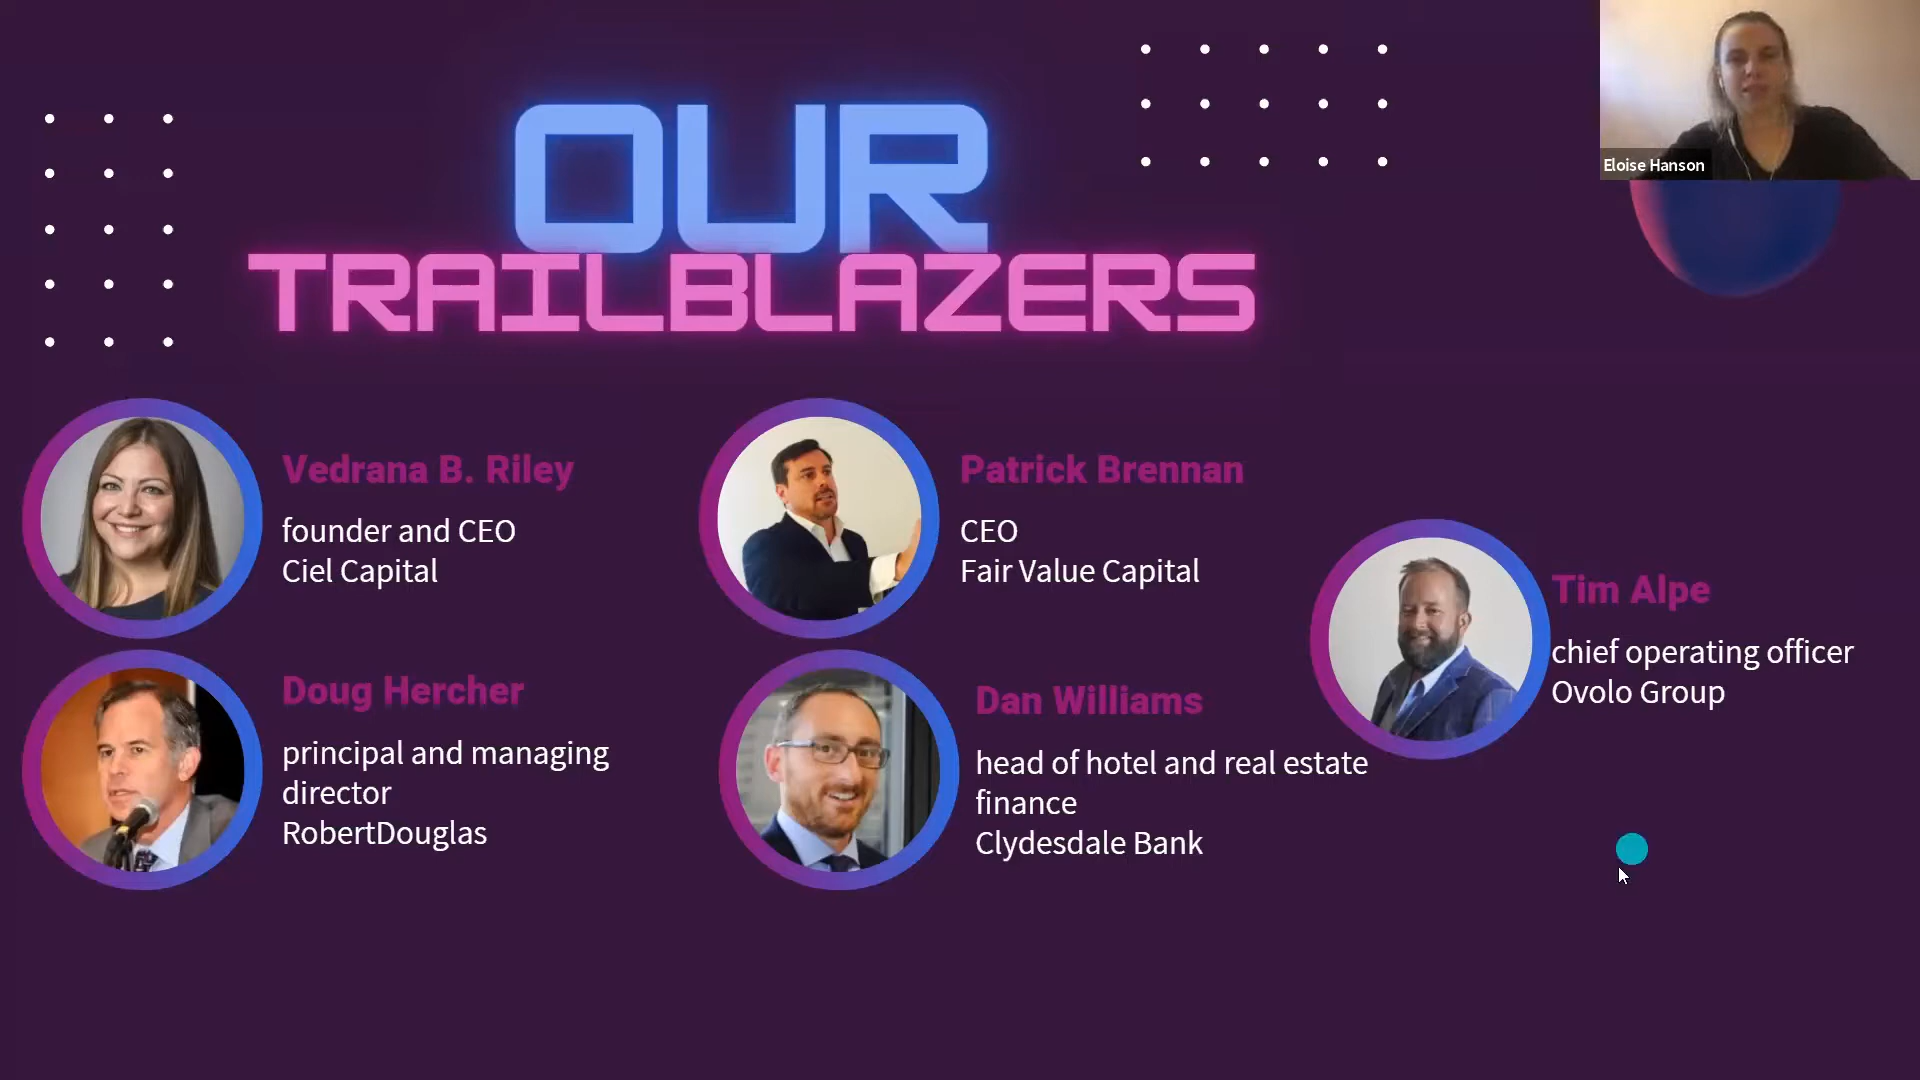 OUR
TRAILBLAZERS
Eloise Hanson
Vedrana B. Riley
founder and CEO
Ciel Capital
Patrick Brennan
CEO
Fair Value Capital
Tim Alpe
chief operating officer
Ovolo Group
Doug Hercher
principal and managing
director
RobertDouglas
Dan Williams
head of hotel and real estate
finance
Clydesdale Bank